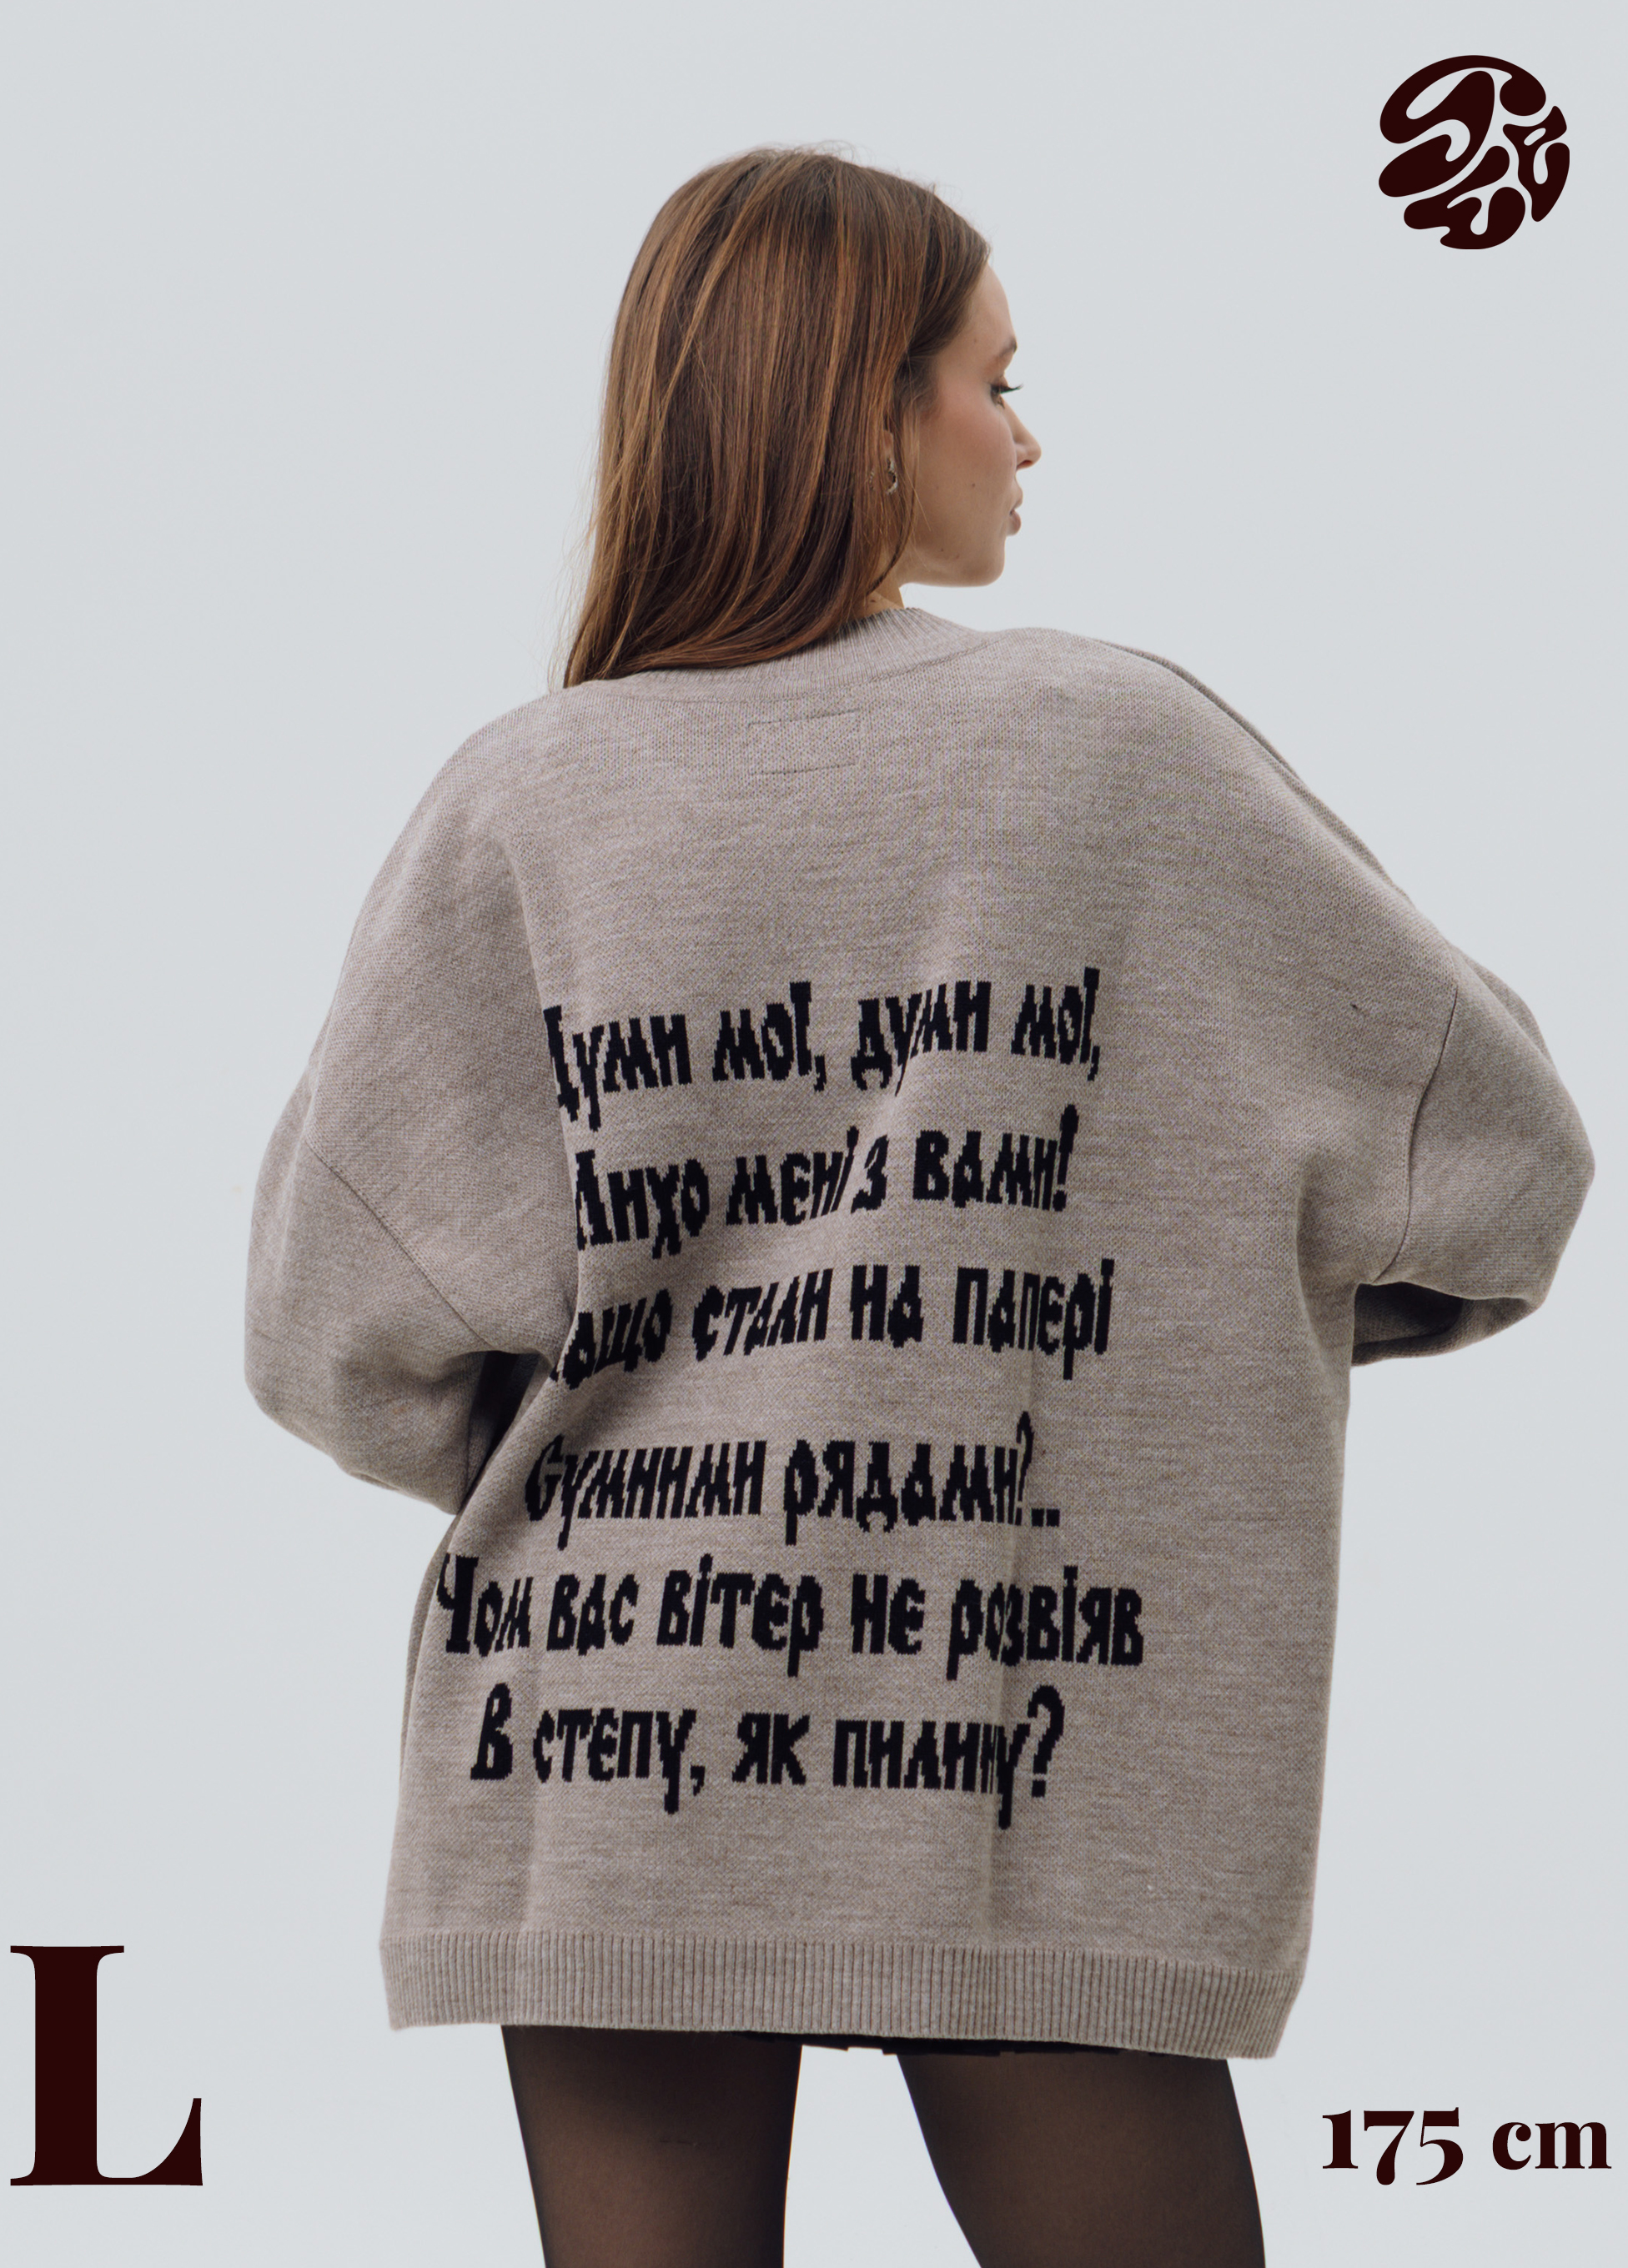 Думи мої, думи мої,
Лихо мені з вами!
Нащо стали на папері
Сумними рядами?..
Чом вас вітер не розвіяв
В степу, як пилину?
L
175 cm